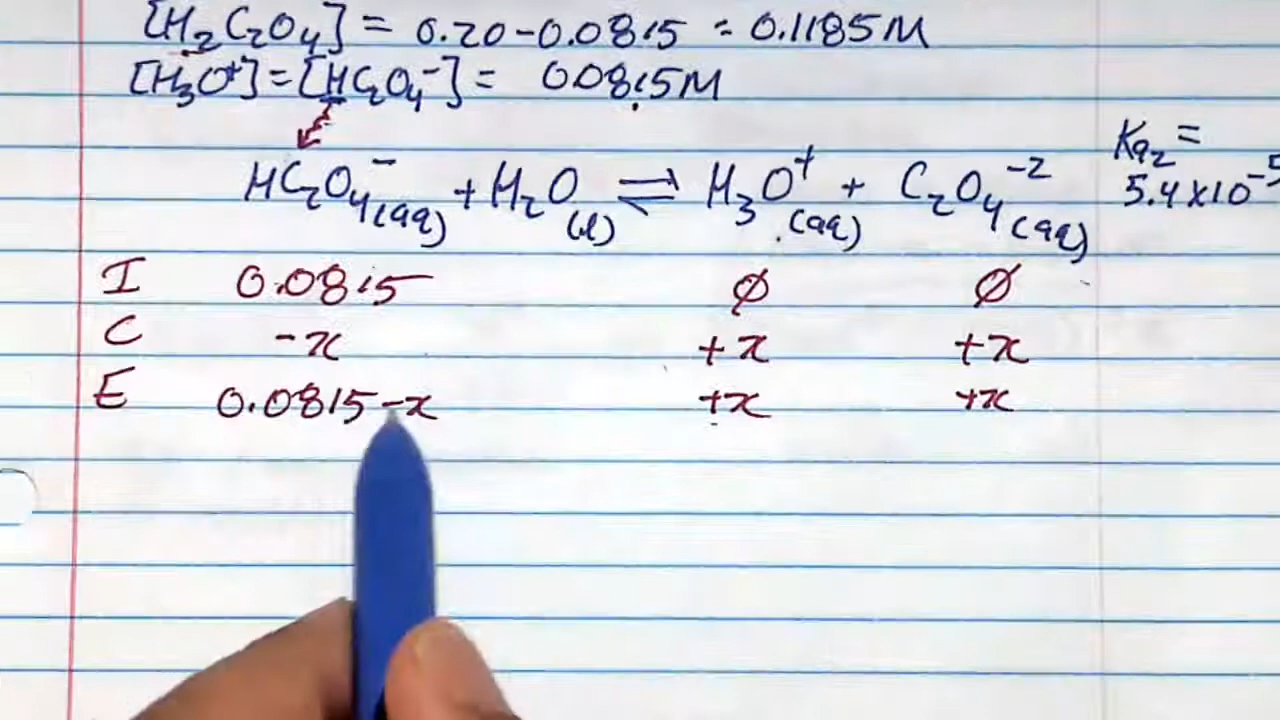 [H₂C₂O₄] = 0.20-0.0815 = 0.1185M
[H₃O⁺] = [HC₂O₄⁻] = 0.0815M
HC₂O₄⁻(aq) + H₂O(l) ⇌ H₃O⁺(aq) + C₂O₄⁻²(aq)
Ka₂ =
5.4x10⁻⁵
I 0.0815 ∅ ∅
C -x +x +x
E 0.0815-x +x +x